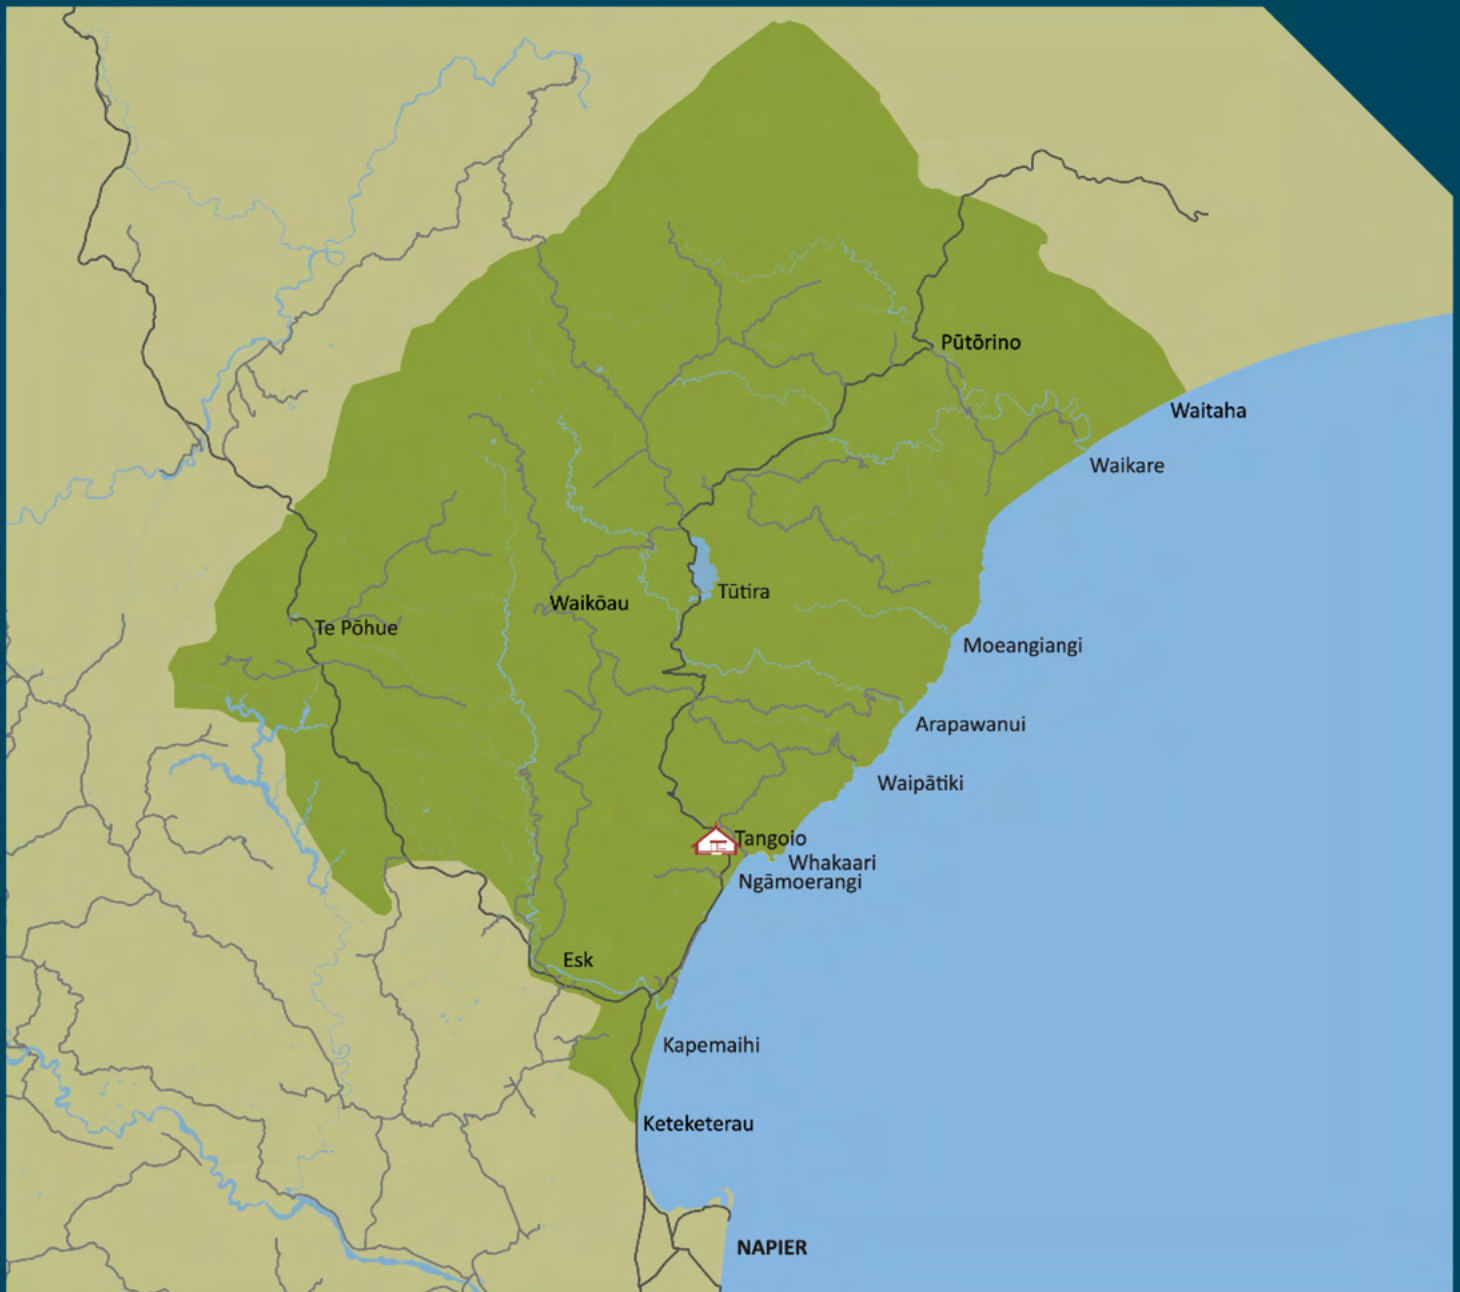 Pūtōrino
Waitaha
Waikare
Tūtira
Waikōau
Te Pōhue
Moeangiangi
Arapawanui
Waipātiki
Tangoio
Whakaari
Ngāmoerangi
Esk
Kapemaihi
Keteketerau
NAPIER